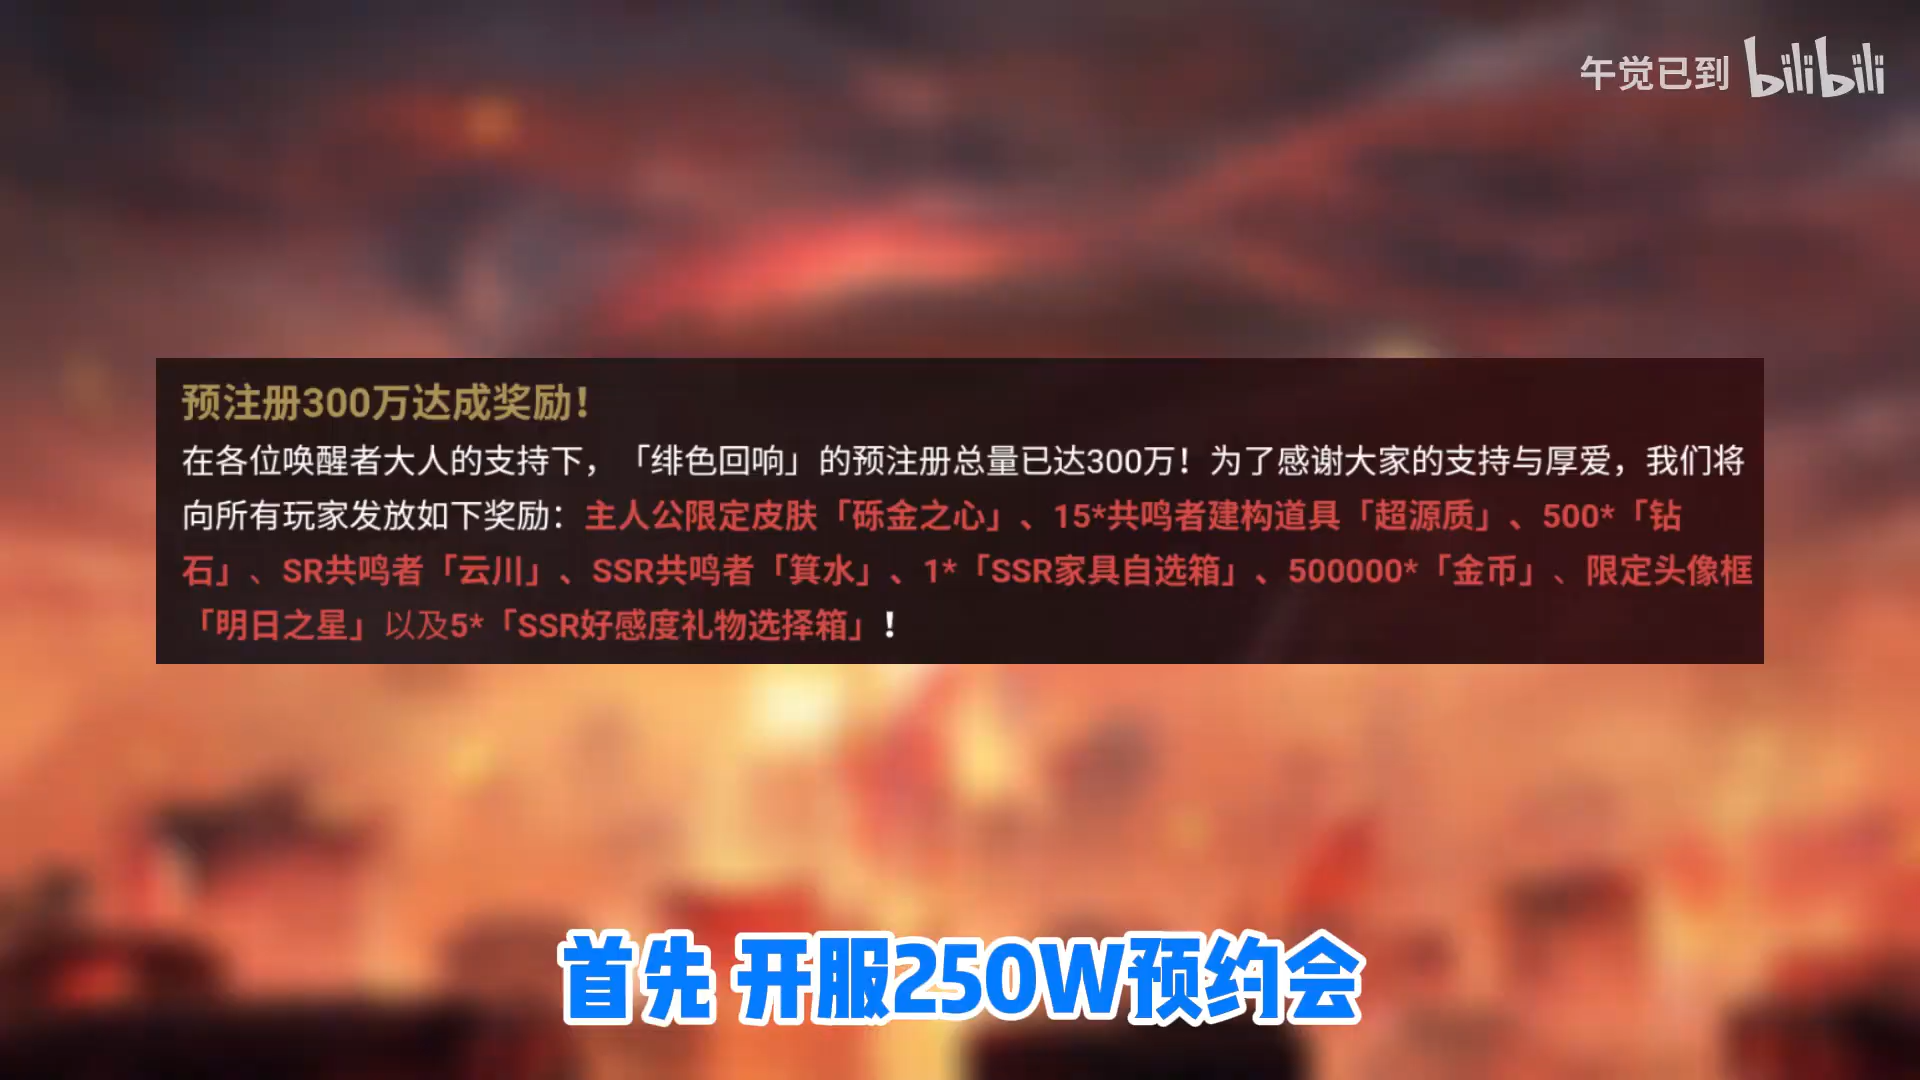 午觉已到 bilibili
预注册300万达成奖励！
在各位唤醒者大人的支持下，「绯色回响」的预注册总量已达300万！为了感谢大家的支持与厚爱，我们将
向所有玩家发放如下奖励：主人公限定皮肤「砾金之心」、15*共鸣者建构道具「超源质」、500*「钻
石」、SR共鸣者「云川」、SSR共鸣者「箕水」、1*「SSR家具自选箱」、500000*「金币」、限定头像框
「明日之星」以及5*「SSR好感度礼物选择箱」！
首先 开服250W预约会